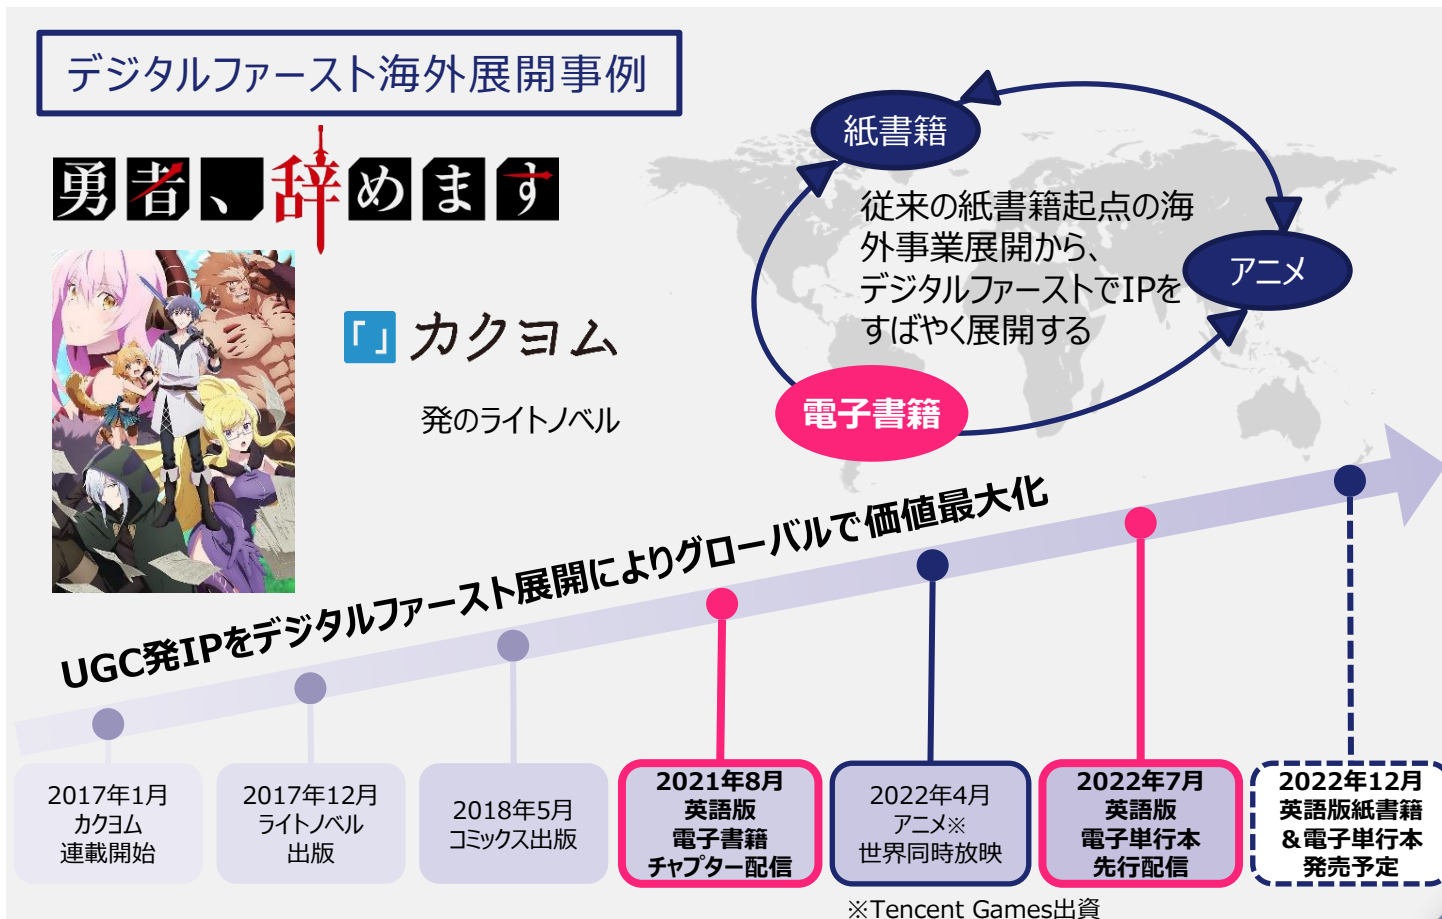 デジタルファースト海外展開事例
勇者、辞めます
「」カクヨム
発のライトノベル
紙書籍
従来の紙書籍起点の海
外事業展開から、
デジタルファーストでIPを
すばやく展開する
アニメ
電子書籍
UGC発IPをデジタルファースト展開によりグローバルで価値最大化
2017年1月
カクヨム
連載開始
2017年12月
ライトノベル
出版
2018年5月
コミックス出版
2021年8月
英語版
電子書籍
チャプター配信
2022年4月
アニメ※
世界同時放映
2022年7月
英語版
電子単行本
先行配信
2022年12月
英語版紙書籍
&電子単行本
発売予定
※Tencent Games出資